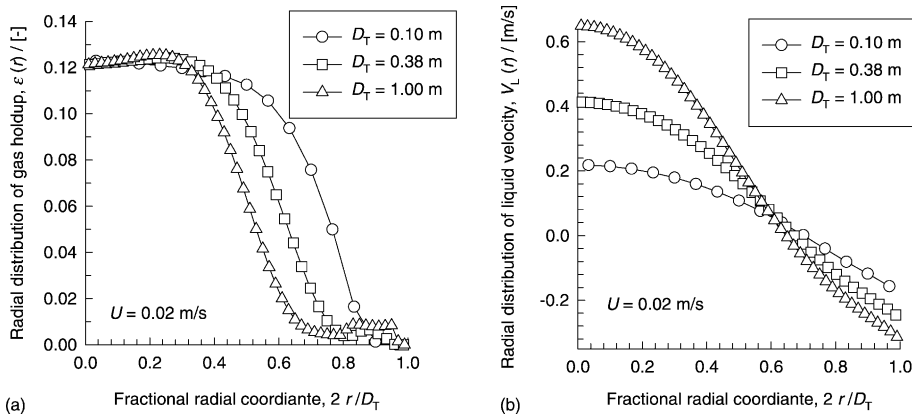 Radial distribution of gas holdup, ε (r) / [-]
0.14
0.12
0.10
0.08
0.06
0.04
0.02
0.00
0.0 0.2 0.4 0.6 0.8 1.0
D_T = 0.10 m
D_T = 0.38 m
D_T = 1.00 m
U = 0.02 m/s
Fractional radial coordiante, 2 r/D_T
(a)
Radial distribution of liquid velocity, V_L (r) / [m/s]
0.6
0.4
0.2
0.0
-0.2
0.0 0.2 0.4 0.6 0.8 1.0
D_T = 0.10 m
D_T = 0.38 m
D_T = 1.00 m
U = 0.02 m/s
Fractional radial coordiante, 2 r/D_T
(b)